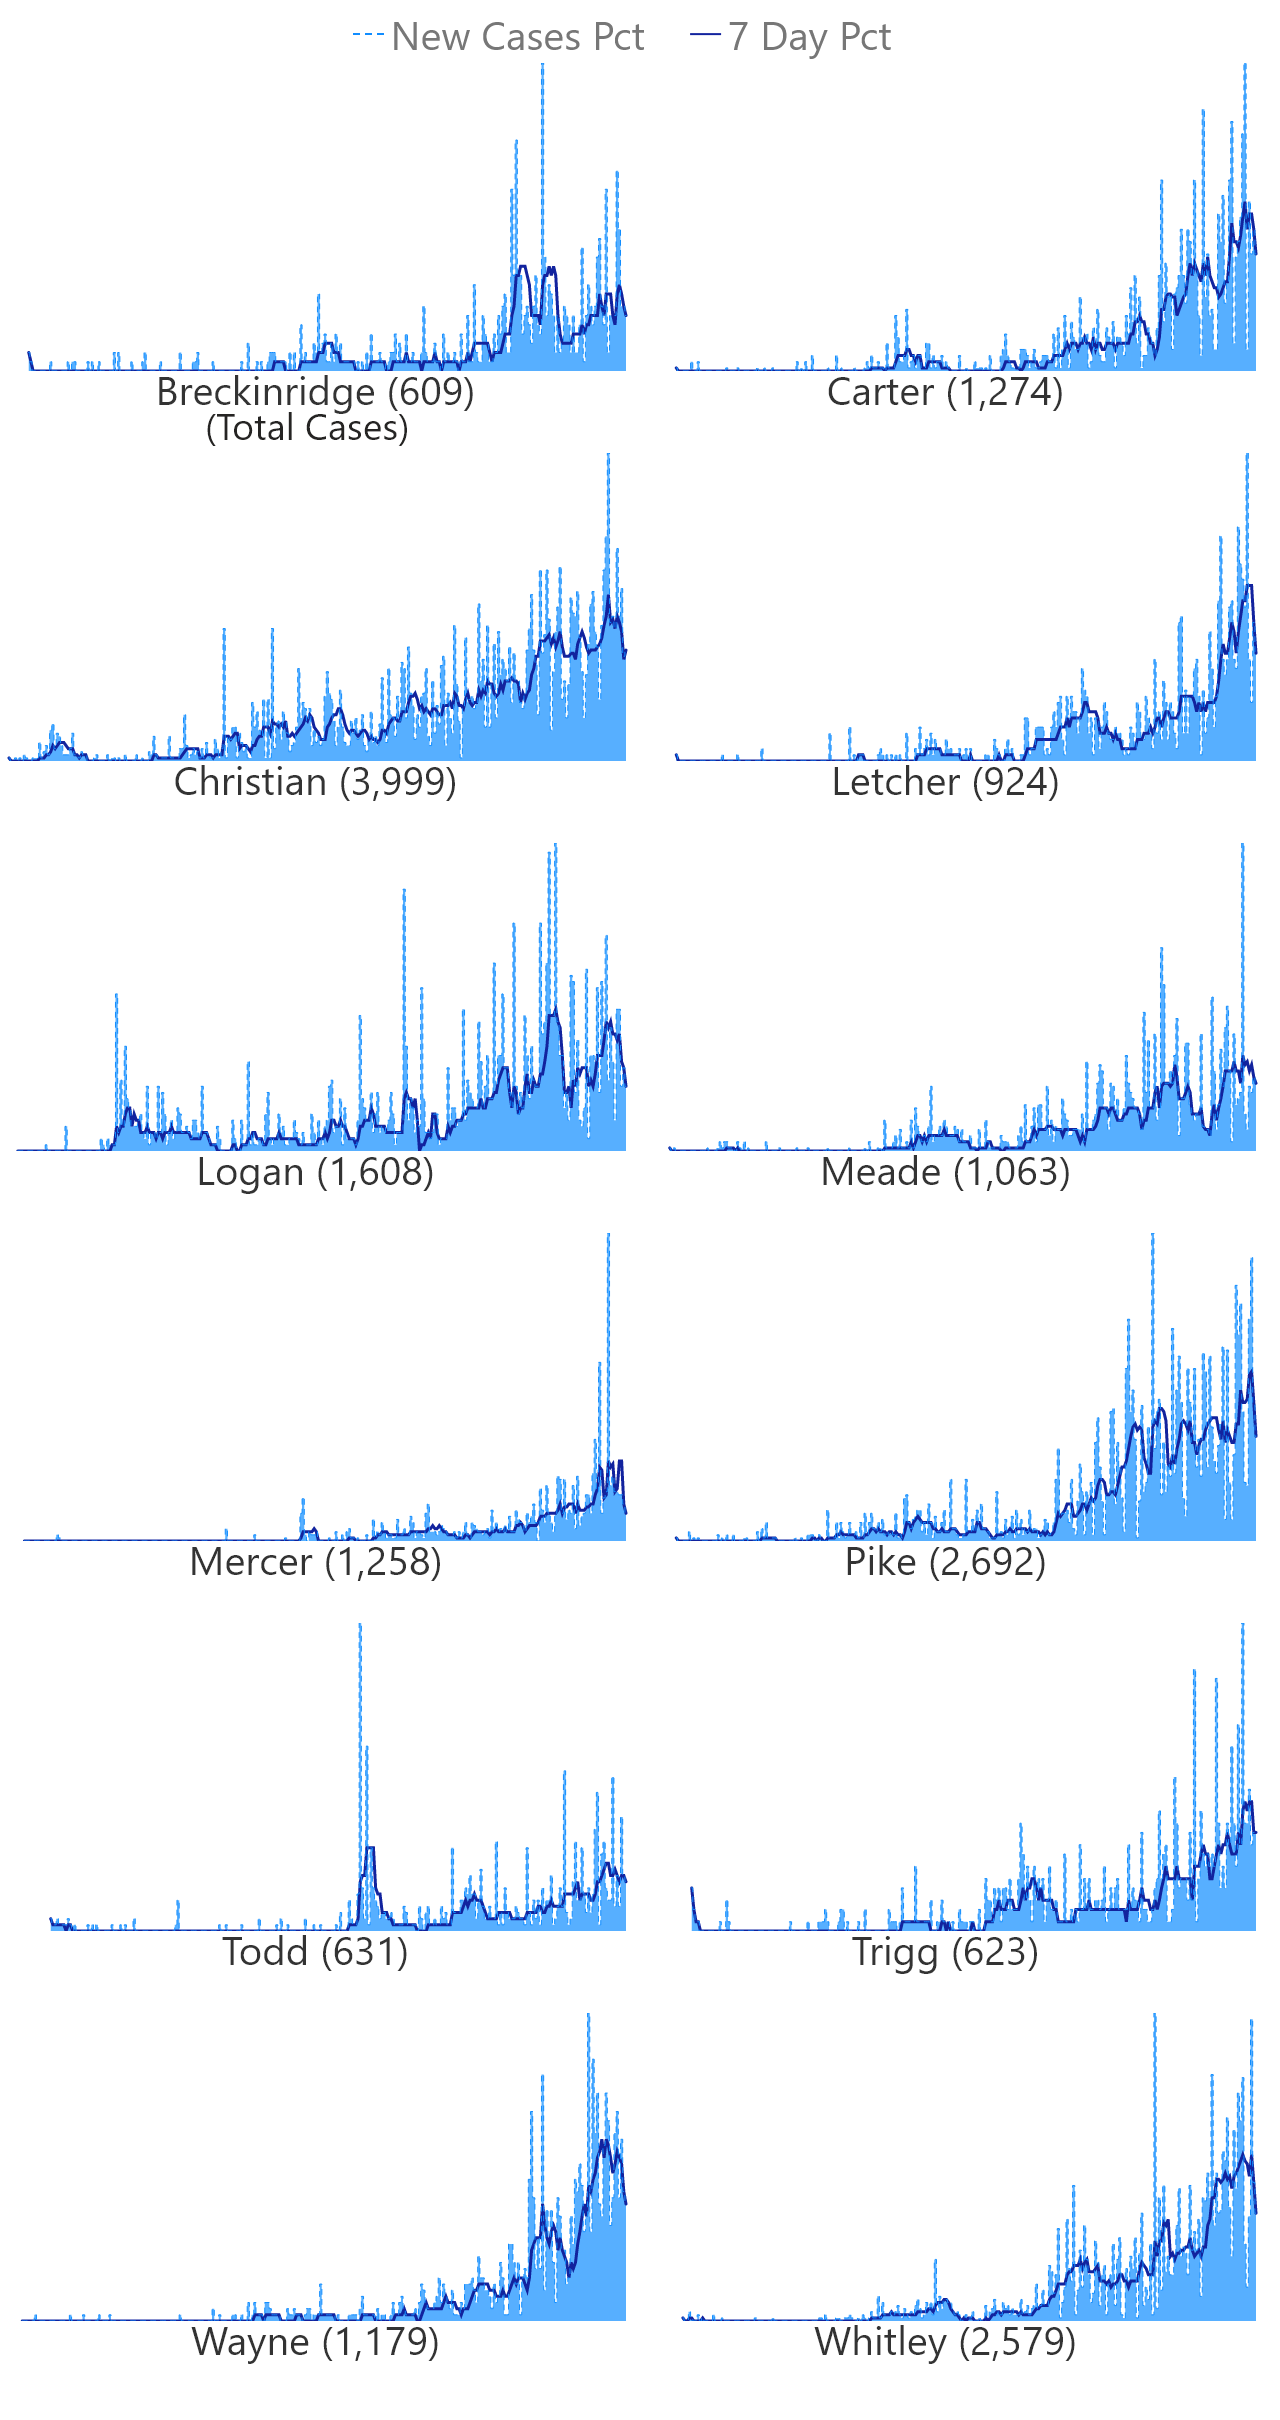 New Cases Pct 7 Day Pct
Breckinridge (609) Carter (1,274)
(Total Cases)
Christian (3,999) Letcher (924)
Logan (1,608) Meade (1,063)
Mercer (1,258) Pike (2,692)
Todd (631) Trigg (623)
Wayne (1,179) Whitley (2,579)